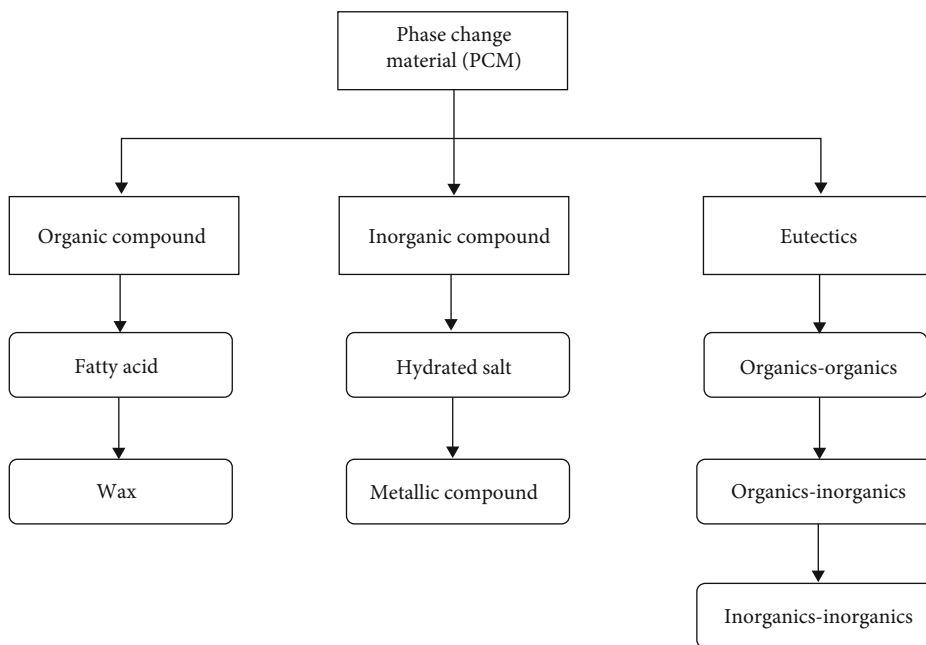 Phase change
material (PCM)
Organic compound
Inorganic compound
Eutectics
Fatty acid
Hydrated salt
Organics-organics
Wax
Metallic compound
Organics-inorganics
Inorganics-inorganics